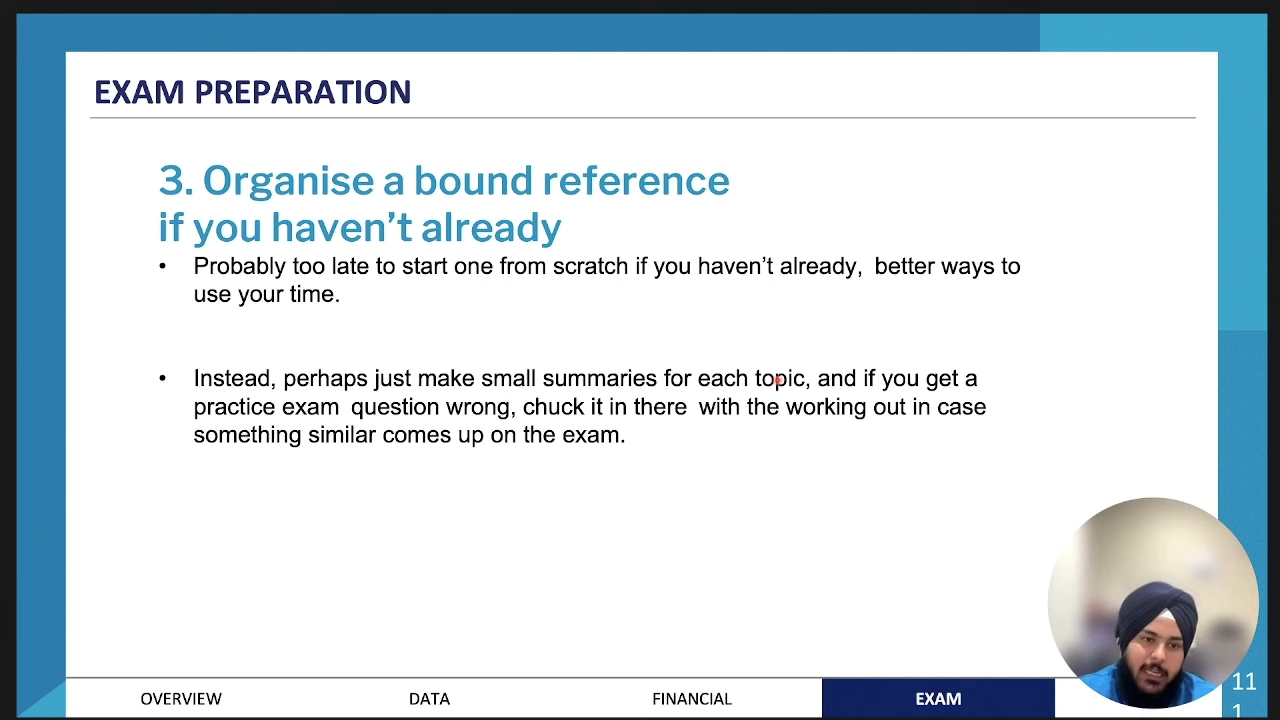 EXAM PREPARATION
3. Organise a bound reference
if you haven’t already
• Probably too late to start one from scratch if you haven’t already,  better ways to
use your time.
• Instead, perhaps just make small summaries for each topic, and if you get a
practice exam  question wrong, chuck it in there  with the working out in case
something similar comes up on the exam.
OVERVIEW DATA FINANCIAL EXAM
11
1